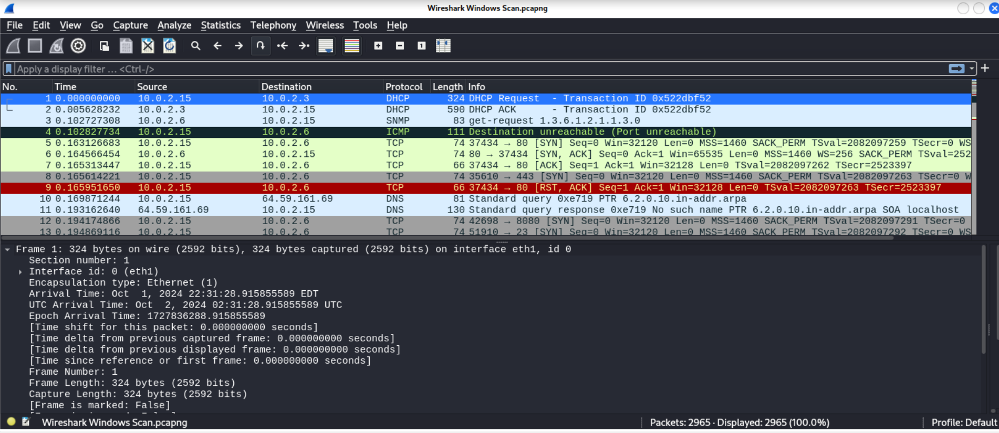 Wireshark Windows Scan.pcapng
File Edit View Go Capture Analyze Statistics Telephony Wireless Tools Help
Apply a display filter … <Ctrl-/>
No. Time Source Destination Protocol Length Info
1 0.000000000 10.0.2.15 10.0.2.3 DHCP 324 DHCP Request - Transaction ID 0x522dbf52
2 0.005628232 10.0.2.3 10.0.2.15 DHCP 590 DHCP ACK - Transaction ID 0x522dbf52
3 0.102727308 10.0.2.6 10.0.2.15 SNMP 83 get-request 1.3.6.1.2.1.1.3.0
4 0.102827734 10.0.2.15 10.0.2.6 ICMP 111 Destination unreachable (Port unreachable)
5 0.163126683 10.0.2.15 10.0.2.6 TCP 74 37434 → 80 [SYN] Seq=0 Win=32120 Len=0 MSS=1460 SACK_PERM TSval=2082097259 TSecr=0 WS
6 0.164566454 10.0.2.6 10.0.2.15 TCP 74 80 → 37434 [SYN, ACK] Seq=0 Ack=1 Win=65535 Len=0 MSS=1460 WS=256 SACK_PERM TSval=252
7 0.165313447 10.0.2.15 10.0.2.6 TCP 66 37434 → 80 [ACK] Seq=1 Ack=1 Win=32128 Len=0 TSval=2082097262 TSecr=2523397
8 0.165614221 10.0.2.15 10.0.2.6 TCP 74 35610 → 443 [SYN] Seq=0 Win=32120 Len=0 MSS=1460 SACK_PERM TSval=2082097263 TSecr=0 W
9 0.165951650 10.0.2.15 10.0.2.6 TCP 66 37434 → 80 [RST, ACK] Seq=1 Ack=1 Win=32128 Len=0 TSval=2082097263 TSecr=2523397
10 0.169871244 10.0.2.15 64.59.161.69 DNS 81 Standard query 0xe719 PTR 6.2.0.10.in-addr.arpa
11 0.193162640 64.59.161.69 10.0.2.15 DNS 130 Standard query response 0xe719 No such name PTR 6.2.0.10.in-addr.arpa SOA localhost
12 0.194174866 10.0.2.15 10.0.2.6 TCP 74 42698 → 8080 [SYN] Seq=0 Win=32120 Len=0 MSS=1460 SACK_PERM TSval=2082097291 TSecr=0
13 0.194869116 10.0.2.15 10.0.2.6 TCP 74 51910 → 23 [SYN] Seq=0 Win=32120 Len=0 MSS=1460 SACK_PERM TSval=2082097292 TSecr=0 WS
Frame 1: 324 bytes on wire (2592 bits), 324 bytes captured (2592 bits) on interface eth1, id 0
Section number: 1
Interface id: 0 (eth1)
Encapsulation type: Ethernet (1)
Arrival Time: Oct  1, 2024 22:31:28.915855589 EDT
UTC Arrival Time: Oct  2, 2024 02:31:28.915855589 UTC
Epoch Arrival Time: 1727836288.915855589
[Time shift for this packet: 0.000000000 seconds]
[Time delta from previous captured frame: 0.000000000 seconds]
[Time delta from previous displayed frame: 0.000000000 seconds]
[Time since reference or first frame: 0.000000000 seconds]
Frame Number: 1
Frame Length: 324 bytes (2592 bits)
Capture Length: 324 bytes (2592 bits)
[Frame is marked: False]
Wireshark Windows Scan.pcapng Packets: 2965 · Displayed: 2965 (100.0%) Profile: Default